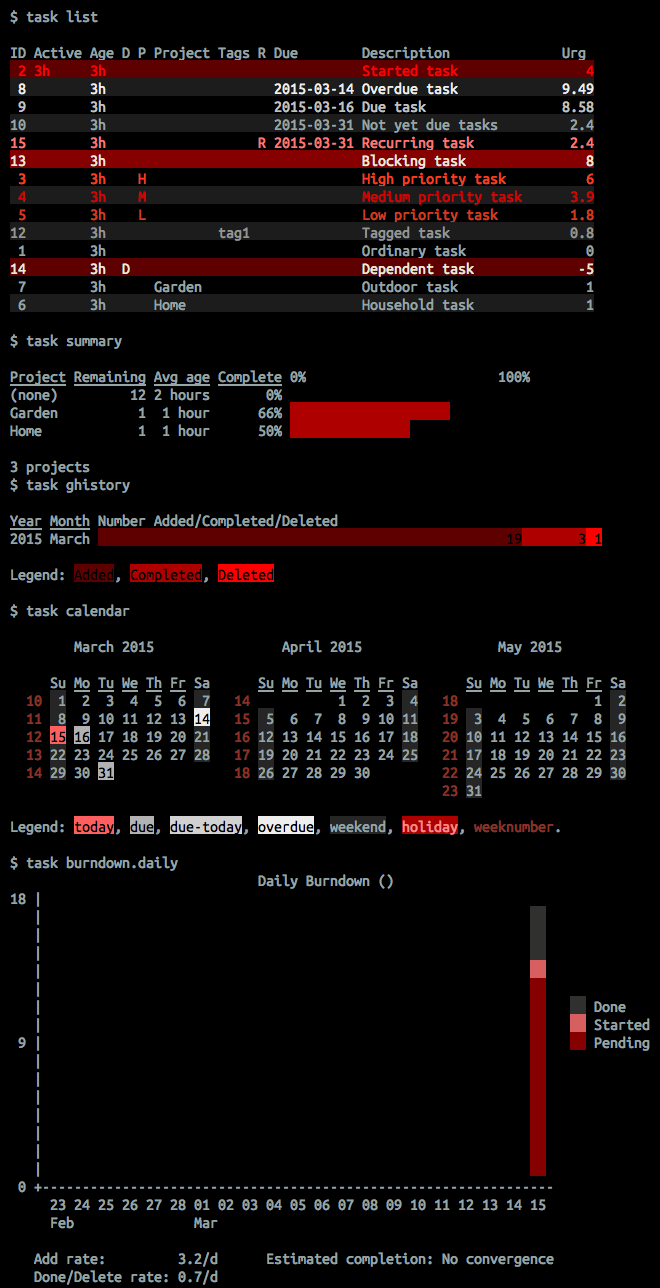 $ task list
ID Active Age D P Project Tags R Due        Description              Urg
 2 3h     3h                                Started task                4
 8        3h                     2015-03-14 Overdue task             9.49
 9        3h                     2015-03-16 Due task                 8.58
10        3h                     2015-03-31 Not yet due tasks         2.4
15        3h                   R 2015-03-31 Recurring task            2.4
13        3h                                Blocking task               8
 3        3h    H                           High priority task          6
 4        3h    M                           Medium priority task      3.9
 5        3h    L                           Low priority task         1.8
12        3h              tag1              Tagged task               0.8
 1        3h                                Ordinary task               0
14        3h  D                             Dependent task             -5
 7        3h      Garden                    Outdoor task                1
 6        3h      Home                      Household task              1
$ task summary
Project Remaining Avg age Complete 0%                        100%
(none)         12 2 hours       0%
Garden          1  1 hour      66%
Home            1  1 hour      50%
3 projects
$ task ghistory
Year Month Number Added/Completed/Deleted
2015 March                                                    19        3 1
Legend: Added, Completed, Deleted
$ task calendar
        March 2015                April 2015                 May 2015
     Su Mo Tu We Th Fr Sa      Su Mo Tu We Th Fr Sa      Su Mo Tu We Th Fr Sa
  10  1  2  3  4  5  6  7   14           1  2  3  4   18                 1  2
  11  8  9 10 11 12 13 14   15  5  6  7  8  9 10 11   19  3  4  5  6  7  8  9
  12 15 16 17 18 19 20 21   16 12 13 14 15 16 17 18   20 10 11 12 13 14 15 16
  13 22 23 24 25 26 27 28   17 19 20 21 22 23 24 25   21 17 18 19 20 21 22 23
  14 29 30 31               18 26 27 28 29 30         22 24 25 26 27 28 29 30
                                                      23 31
Legend: today, due, due-today, overdue, weekend, holiday, weeknumber.
$ task burndown.daily
                               Daily Burndown ()
18 |
   |
   |
   |
   |
   |
   |                                                                  Done
   |                                                                  Started
 9 |                                                                  Pending
   |
   |
   |
   |
   |
   |
   |
 0 +----------------------------------------------------------------
     23 24 25 26 27 28 01 02 03 04 05 06 07 08 09 10 11 12 13 14 15
     Feb               Mar
   Add rate:         3.2/d      Estimated completion: No convergence
   Done/Delete rate: 0.7/d